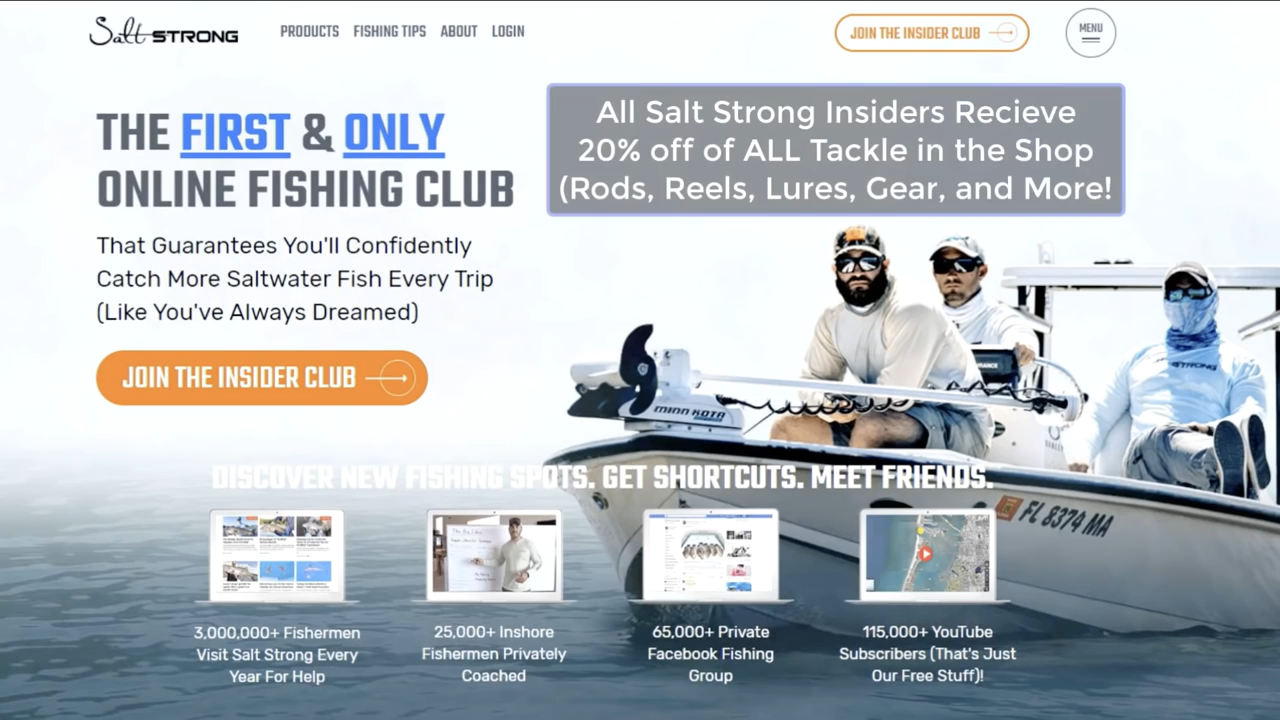 Salt STRONG
PRODUCTS FISHING TIPS ABOUT LOGIN
JOIN THE INSIDER CLUB
MENU
THE FIRST & ONLY
ONLINE FISHING CLUB
All Salt Strong Insiders Recieve
20% off of ALL Tackle in the Shop
(Rods, Reels, Lures, Gear, and More!
That Guarantees You'll Confidently
Catch More Saltwater Fish Every Trip
(Like You've Always Dreamed)
JOIN THE INSIDER CLUB
MINN KOTA
STRONG
DISCOVER NEW FISHING SPOTS. GET SHORTCUTS. MEET FRIENDS.
FL 8374 MA
3,000,000+ Fishermen
Visit Salt Strong Every
Year For Help
25,000+ Inshore
Fishermen Privately
Coached
65,000+ Private
Facebook Fishing
Group
115,000+ YouTube
Subscribers (That's Just
Our Free Stuff)!